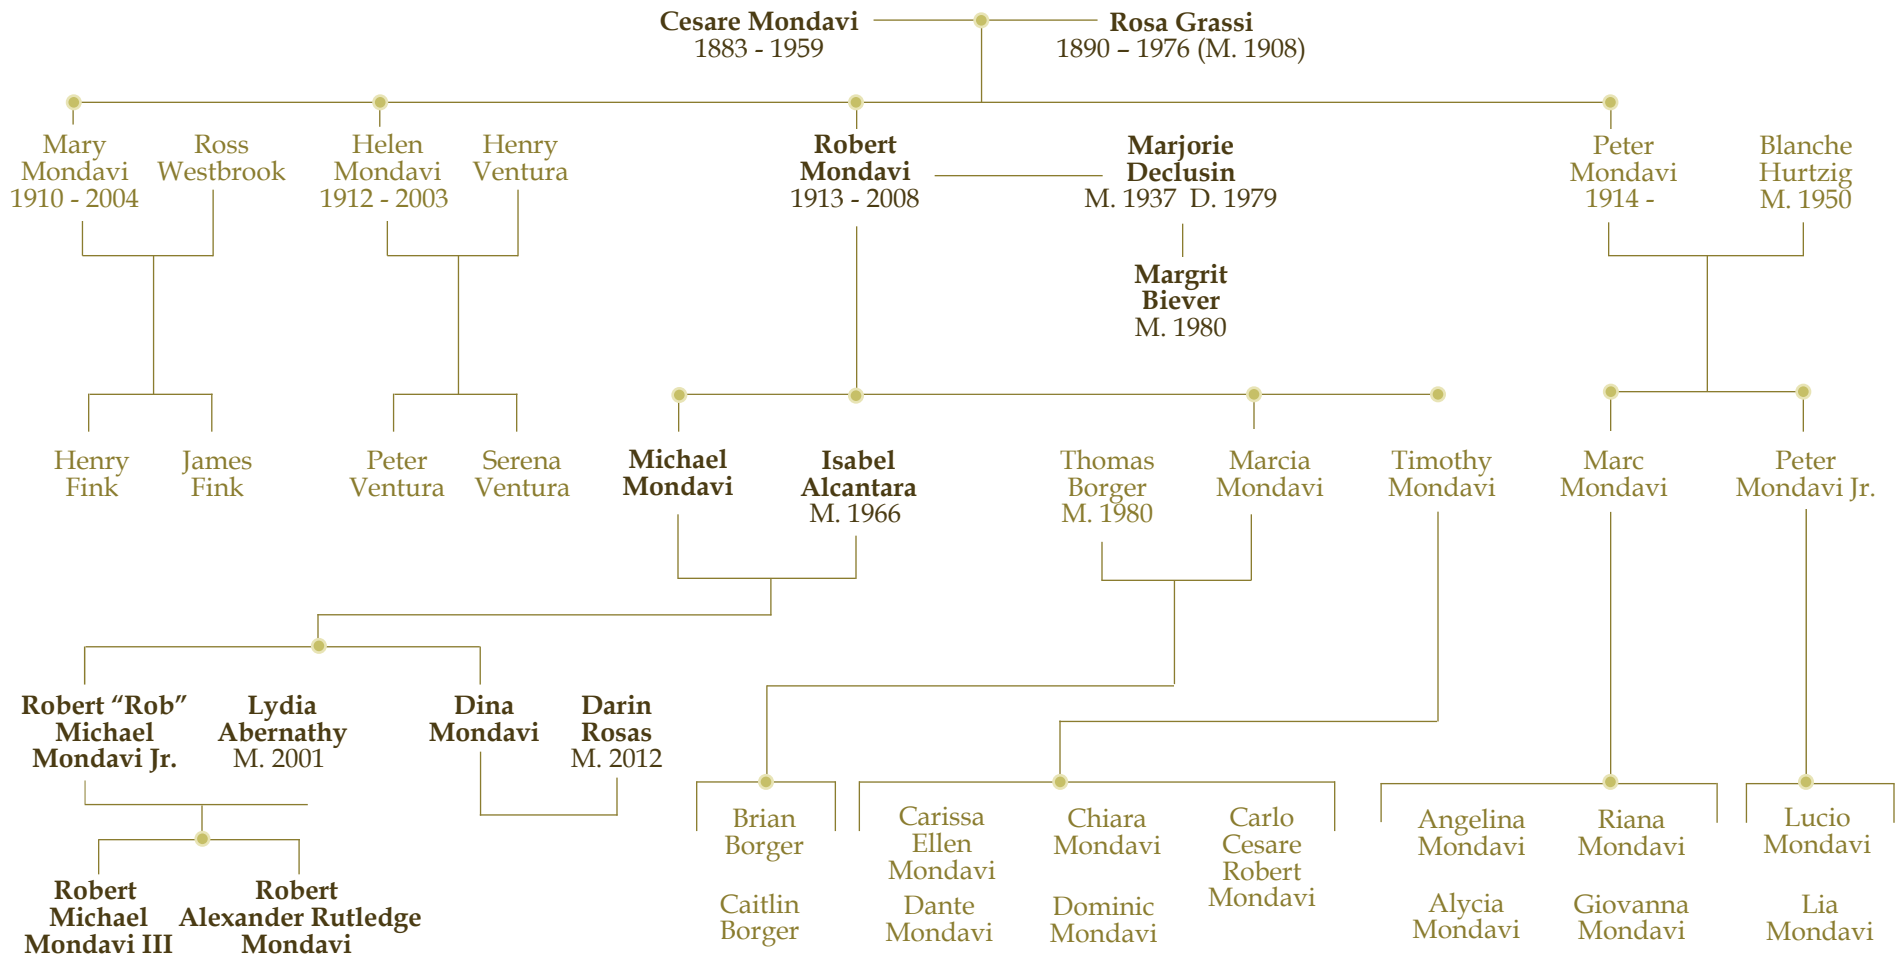 Cesare Mondavi
1883 - 1959
Rosa Grassi
1890 – 1976 (M. 1908)
Mary
Mondavi
1910 - 2004
Ross
Westbrook
Helen
Mondavi
1912 - 2003
Henry
Ventura
Robert
Mondavi
1913 - 2008
Marjorie
Declusin
M. 1937 D. 1979
Margrit
Biever
M. 1980
Peter
Mondavi
1914 -
Blanche
Hurtzig
M. 1950
Henry
Fink
James
Fink
Peter
Ventura
Serena
Ventura
Michael
Mondavi
Isabel
Alcantara
M. 1966
Thomas
Borger
M. 1980
Marcia
Mondavi
Timothy
Mondavi
Marc
Mondavi
Peter
Mondavi Jr.
Robert “Rob”
Michael
Mondavi Jr.
Lydia
Abernathy
M. 2001
Dina
Mondavi
Darin
Rosas
M. 2012
Robert
Michael
Mondavi III
Robert
Alexander Rutledge
Mondavi
Brian
Borger
Caitlin
Borger
Carissa
Ellen
Mondavi
Dante
Mondavi
Chiara
Mondavi
Dominic
Mondavi
Carlo
Cesare
Robert
Mondavi
Angelina
Mondavi
Alycia
Mondavi
Riana
Mondavi
Giovanna
Mondavi
Lucio
Mondavi
Lia
Mondavi